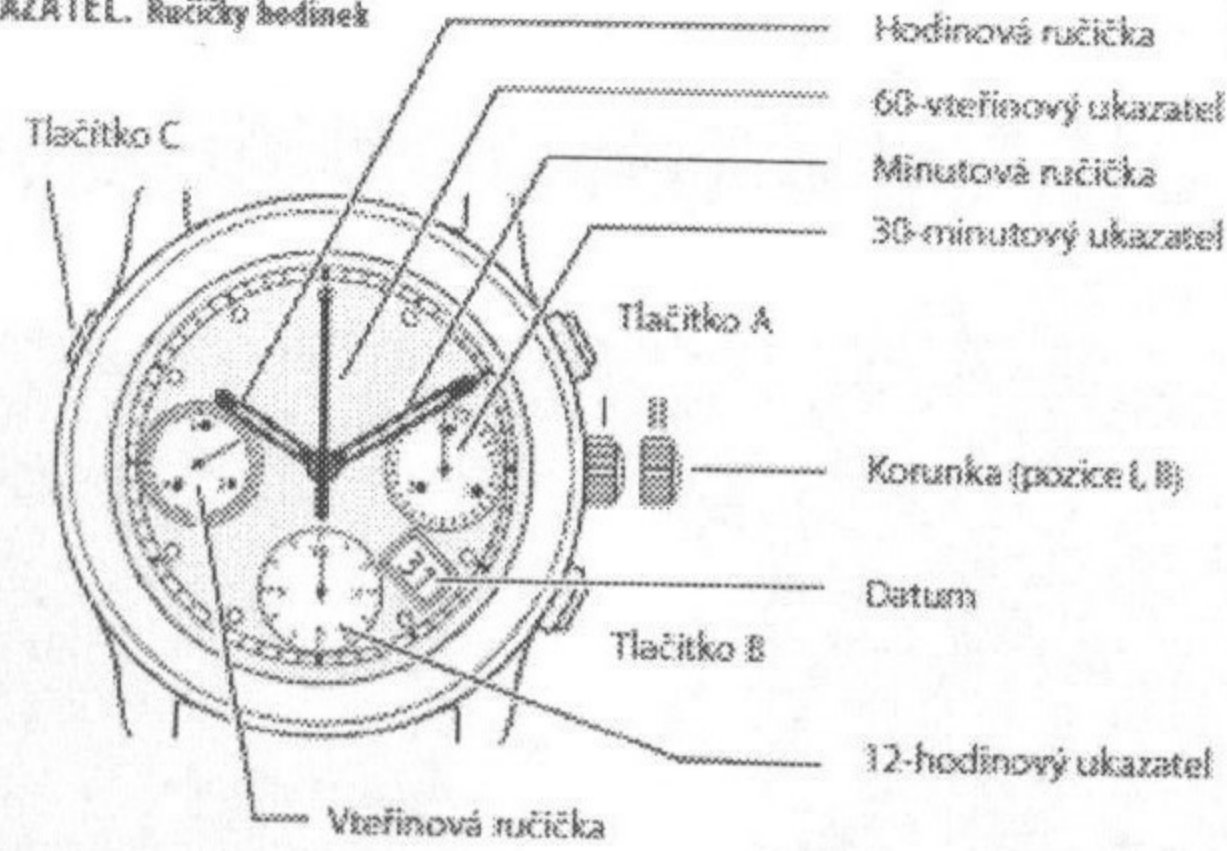 AZATEL. Ručičky hodinek
Hodinová ručička
60-vteřinový ukazatel
Tlačítko C
Minutová ručička
30-minutový ukazatel
Tlačítko A
I II
Korunka (pozice I, II)
31
Datum
Tlačítko B
12-hodinový ukazatel
Vteřinová ručička